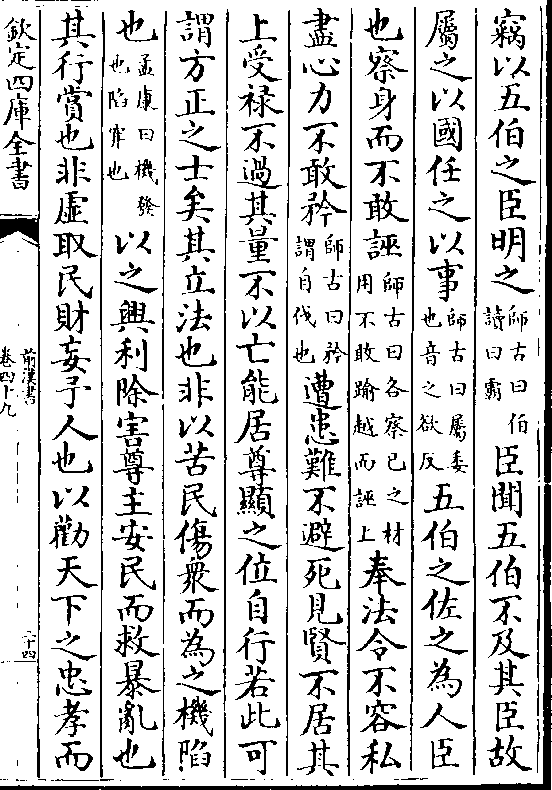 竊以五伯之臣明之師古曰伯讀曰霸臣聞五伯不及其臣故
屬之以國任之以事師古曰屬委也音之欲反五伯之佐之為人臣
也察身而不敢誣師古曰各察己之材用不敢踰越而誣上奉法令不容私
盡心力不敢矜師古曰矜謂自伐也遭患難不避死見賢不居其
上受祿不過其量不以亡能居尊顯之位自行若此可
謂方正之士矣其立法也非以苦民傷衆而為之機陷
也孟康曰機發也陷穽也以之興利除害尊主安民而救暴亂也
其行賞也非虛取民財妄予人也以勸天下之忠孝而
欽定四庫全書
前漢書
卷四十九
二十四